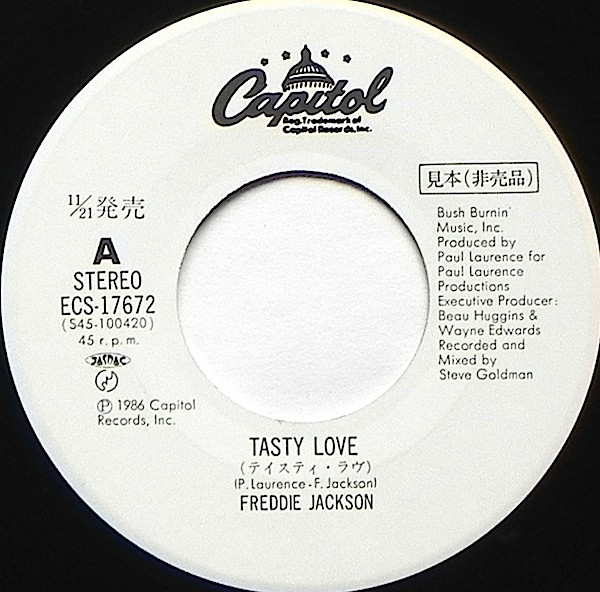 Capitol
Reg. Trademark of
Capitol Records, Inc.
見本(非売品)
11/21発売
A
STEREO
ECS-17672
(S45-100420)
45 r.p.m.
JASRAC
Ⓟ 1986 Capitol
Records, Inc.
Bush Burnin'
Music, Inc.
Produced by
Paul Laurence for
Paul Laurence
Productions
Executive Producer:
Beau Huggins &
Wayne Edwards
Recorded and
Mixed by
Steve Goldman
TASTY LOVE
(テイスティ・ラヴ)
(P. Laurence - F. Jackson)
FREDDIE JACKSON